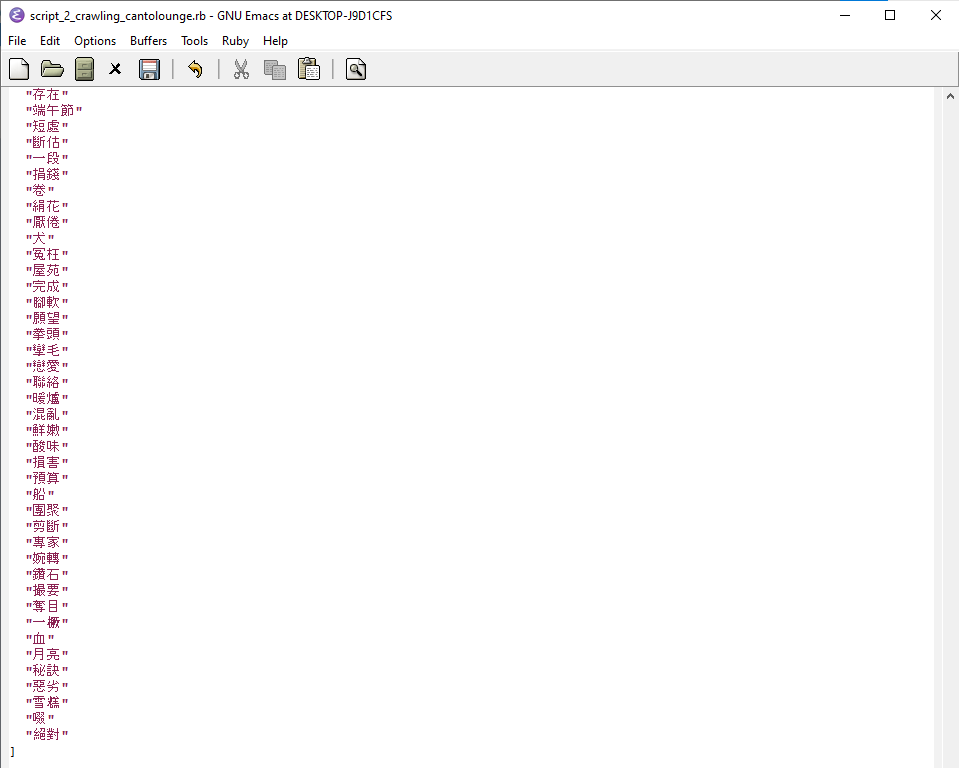 script_2_crawling_cantolounge.rb - GNU Emacs at DESKTOP-J9D1CFS
File Edit Options Buffers Tools Ruby Help
"存在"
"端午節"
"短處"
"斷估"
"一段"
"捐錢"
"卷"
"絹花"
"厭倦"
"犬"
"冤枉"
"屋苑"
"完成"
"腳軟"
"願望"
"拳頭"
"孿毛"
"戀愛"
"聯絡"
"暖爐"
"混亂"
"鮮嫩"
"酸味"
"損害"
"預算"
"船"
"團聚"
"剪斷"
"專家"
"婉轉"
"鑽石"
"撮要"
"奪目"
"一橛"
"血"
"月亮"
"秘訣"
"惡劣"
"雪糕"
"啜"
"絕對"
]